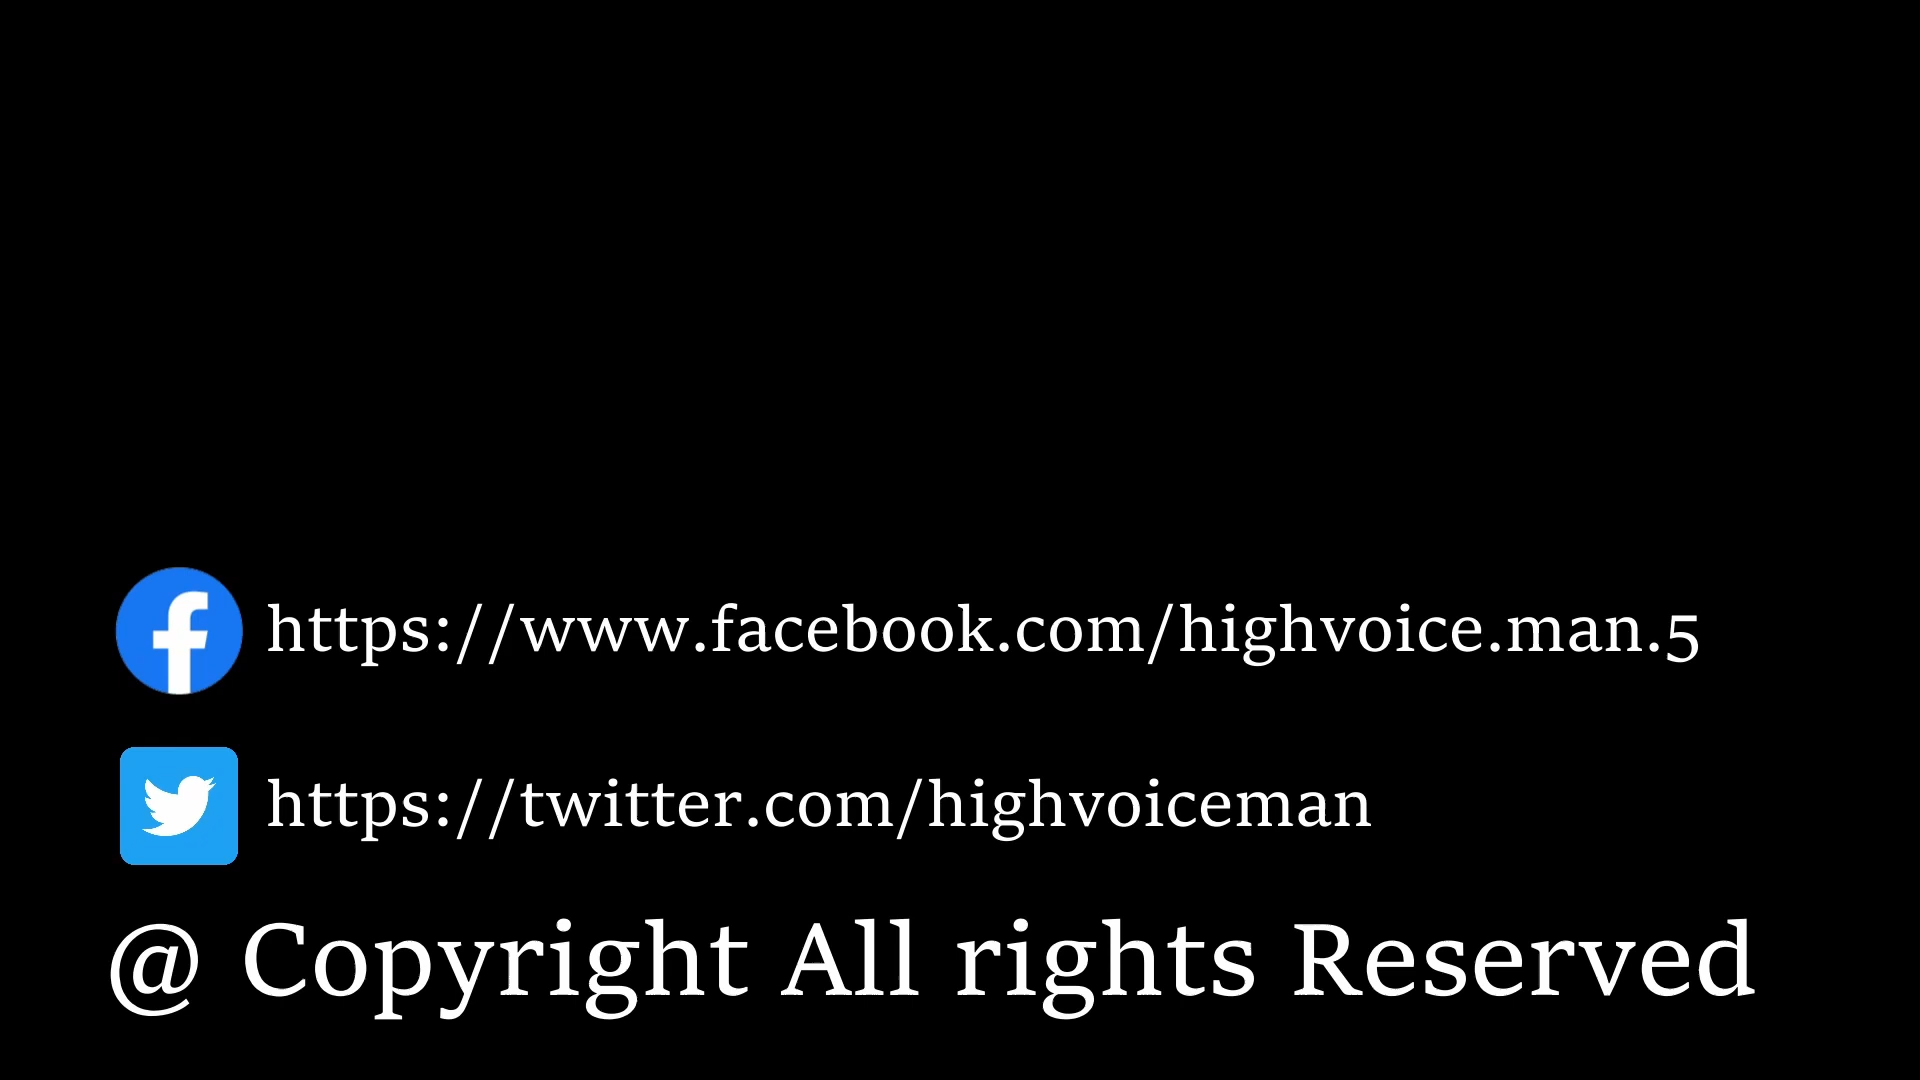 https://www.facebook.com/highvoice.man.5
https://twitter.com/highvoiceman
@ Copyright All rights Reserved